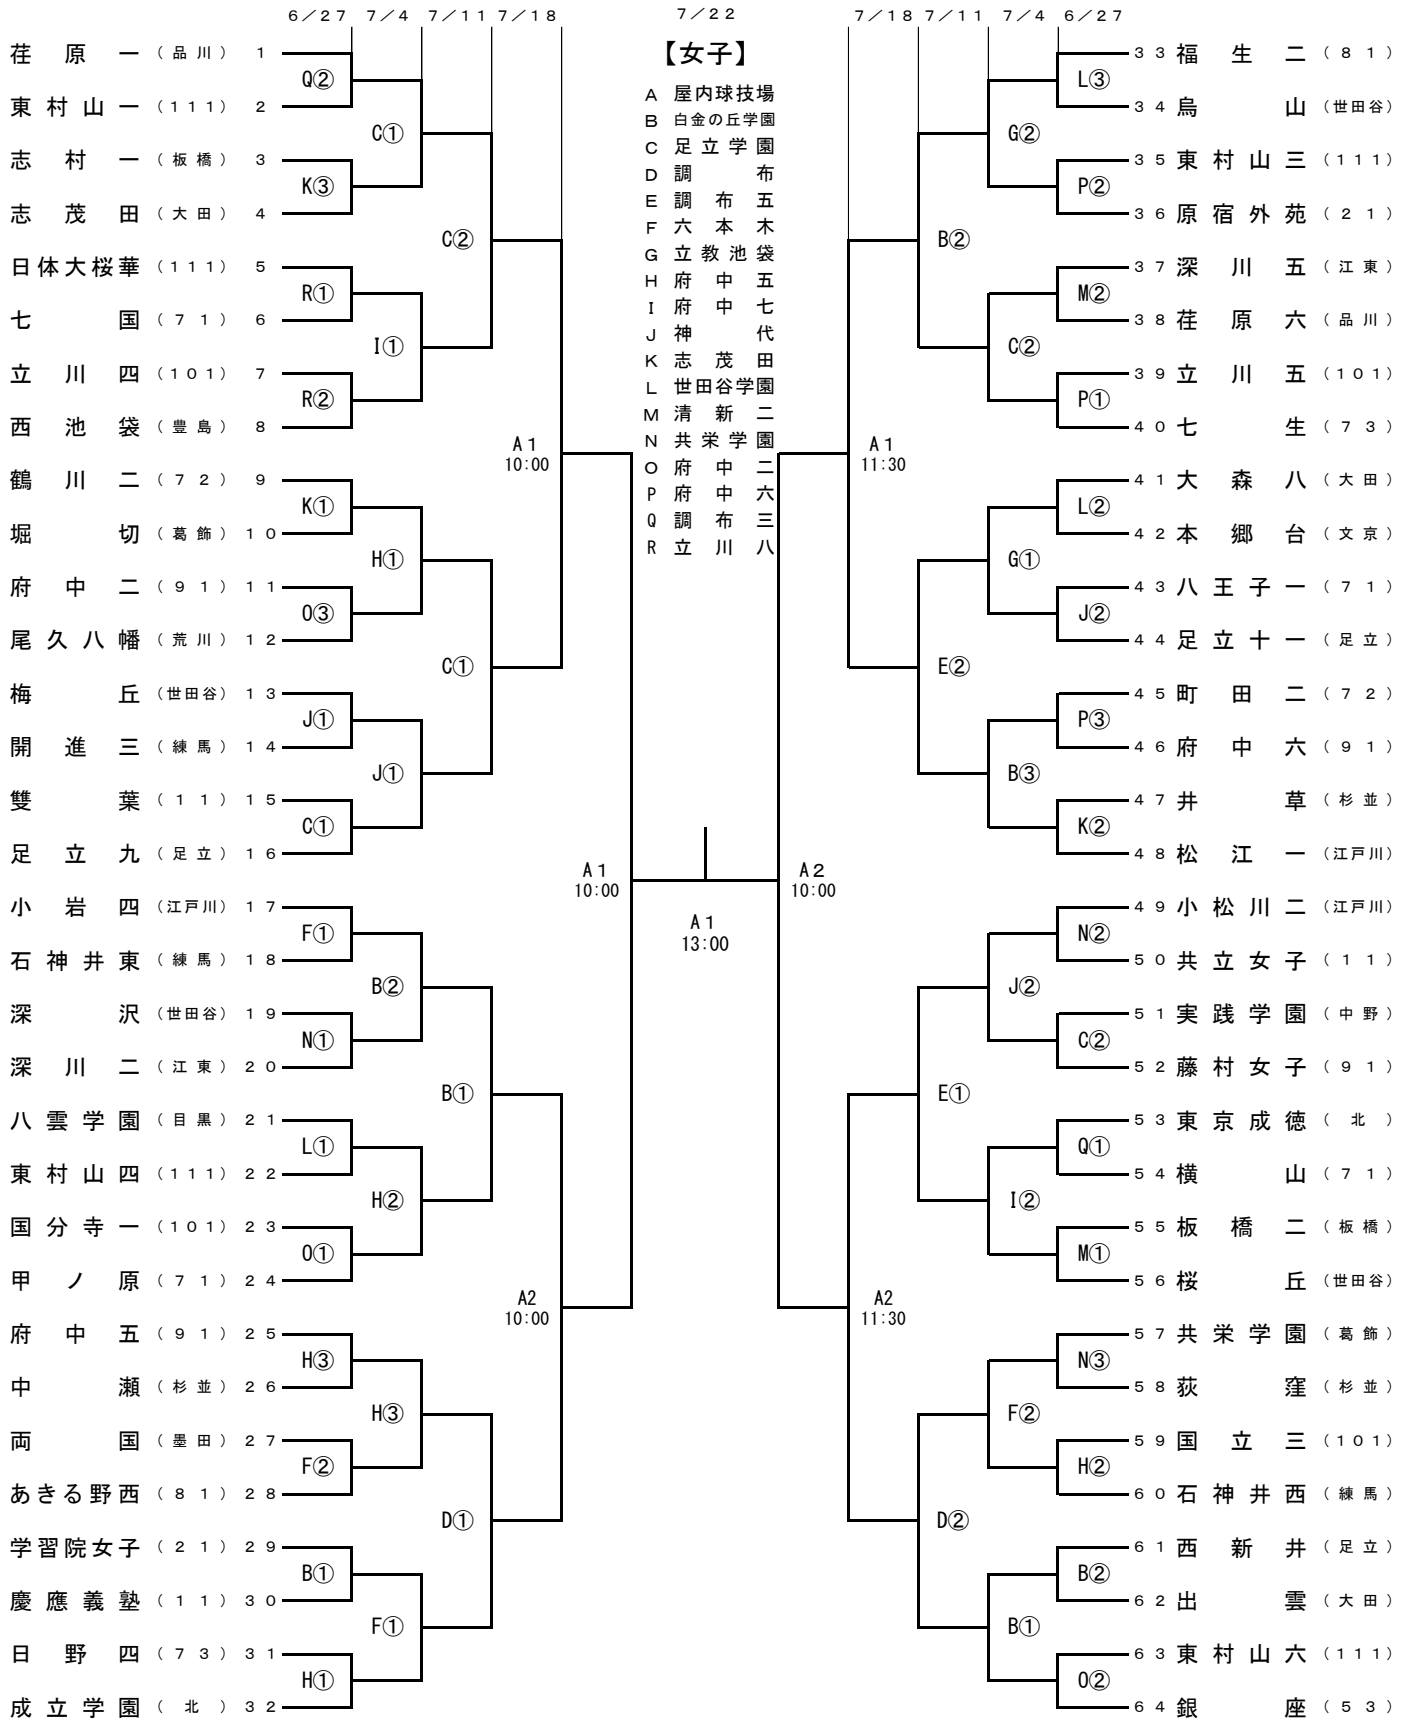 6/27 7/4 7/11 7/18 7/22 7/18 7/11 7/4 6/27
【女子】
A 屋内球技場
B 白金の丘学園
C 足立学園
D 調布
E 調布五
F 六本木
G 立教池袋
H 府中五
I 府中七
J 神代
K 志茂田
L 世田谷学園
M 清新二
N 共栄学園
O 府中二
P 府中六
Q 調布三
R 立川八
荏原一 (品川) 1
東村山一 (111) 2
志村一 (板橋) 3
志茂田 (大田) 4
日体大桜華 (111) 5
七国 (71) 6
立川四 (101) 7
西池袋 (豊島) 8
鶴川二 (72) 9
堀切 (葛飾) 10
府中二 (91) 11
尾久八幡 (荒川) 12
梅丘 (世田谷) 13
開進三 (練馬) 14
雙葉 (11) 15
足立九 (足立) 16
小岩四 (江戸川) 17
石神井東 (練馬) 18
深沢 (世田谷) 19
深川二 (江東) 20
八雲学園 (目黒) 21
東村山四 (111) 22
国分寺一 (101) 23
甲ノ原 (71) 24
府中五 (91) 25
中瀬 (杉並) 26
両国 (墨田) 27
あきる野西 (81) 28
学習院女子 (21) 29
慶應義塾 (11) 30
日野四 (73) 31
成立学園 (北) 32
Q②
K③
R①
R②
K①
O③
J①
C①
F①
N①
L①
O①
H③
F②
B①
H①
C①
I①
H①
J①
B②
H②
H③
F①
C②
C①
B①
D①
A1
10:00
A2
10:00
A1
10:00
A1
13:00
A2
10:00
A1
11:30
A2
11:30
B②
E②
E①
D②
G②
C②
G①
B③
J②
I②
F②
B①
L③
P②
M②
P①
L②
J②
P③
K②
N②
C②
Q①
M①
N③
H②
B②
O②
33 福生二 (81)
34 烏山 (世田谷)
35 東村山三 (111)
36 原宿外苑 (21)
37 深川五 (江東)
38 荏原六 (品川)
39 立川五 (101)
40 七生 (73)
41 大森八 (大田)
42 本郷台 (文京)
43 八王子一 (71)
44 足立十一 (足立)
45 町田二 (72)
46 府中六 (91)
47 井草 (杉並)
48 松江一 (江戸川)
49 小松川二 (江戸川)
50 共立女子 (11)
51 実践学園 (中野)
52 藤村女子 (91)
53 東京成徳 (北)
54 横山 (71)
55 板橋二 (板橋)
56 桜丘 (世田谷)
57 共栄学園 (葛飾)
58 荻窪 (杉並)
59 国立三 (101)
60 石神井西 (練馬)
61 西新井 (足立)
62 出雲 (大田)
63 東村山六 (111)
64 銀座 (53)